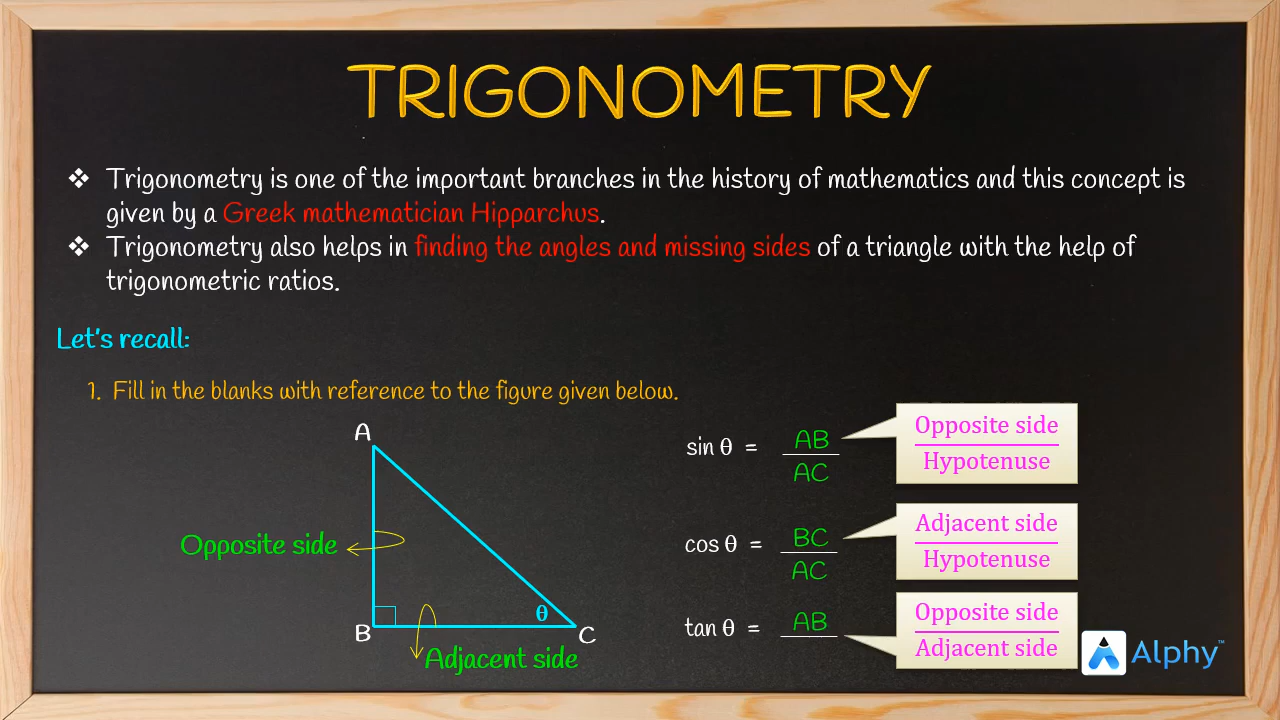 TRIGONOMETRY
❖ Trigonometry is one of the important branches in the history of mathematics and this concept is
given by a Greek mathematician Hipparchus.
❖ Trigonometry also helps in finding the angles and missing sides of a triangle with the help of
trigonometric ratios.
Let's recall:
1. Fill in the blanks with reference to the figure given below.
A
Opposite side
B
θ
C
Adjacent side
sin θ =
AB
AC
Opposite side
Hypotenuse
cos θ =
BC
AC
Adjacent side
Hypotenuse
tan θ =
AB
Opposite side
Adjacent side
Alphy™